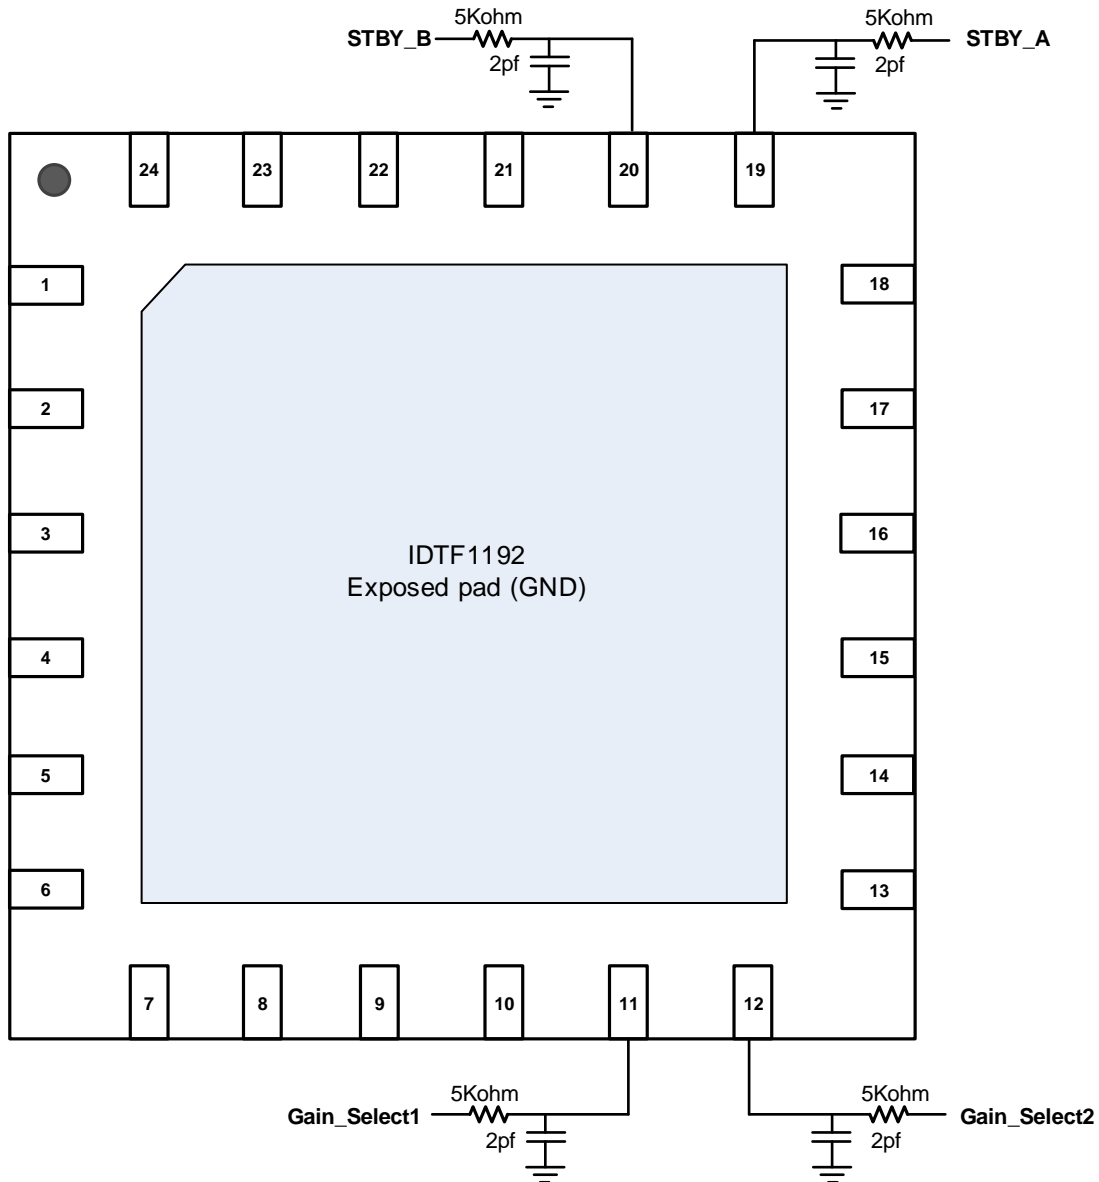 5Kohm
STBY_B
2pf
5Kohm
STBY_A
2pf
24
23
22
21
20
19
1
18
2
17
3
16
IDTF1192
Exposed pad (GND)
4
15
5
14
6
13
7
8
9
10
11
12
5Kohm
Gain_Select1
2pf
5Kohm
Gain_Select2
2pf